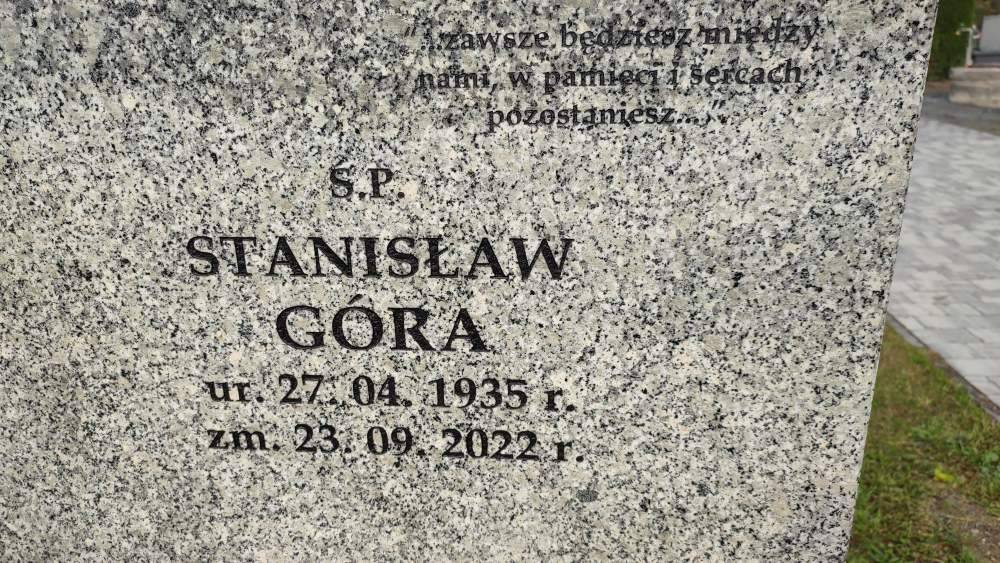 "...zawsze będziesz między
nami, w pamięci i sercach
pozostaniesz..."
Ś.P.
STANISŁAW
GÓRA
ur. 27. 04. 1935 r.
zm. 23. 09. 2022 r.